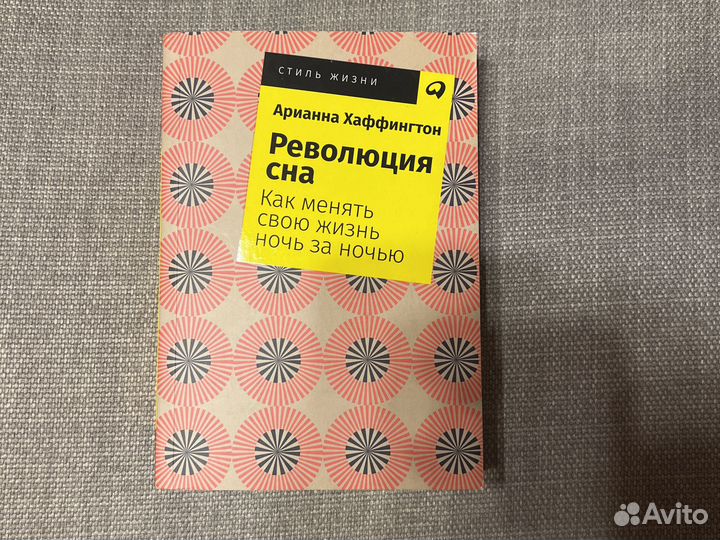 СТИЛЬ ЖИЗНИ
Арианна Хаффингтон
Революция
сна
Как менять
свою жизнь
ночь за ночью
Avito